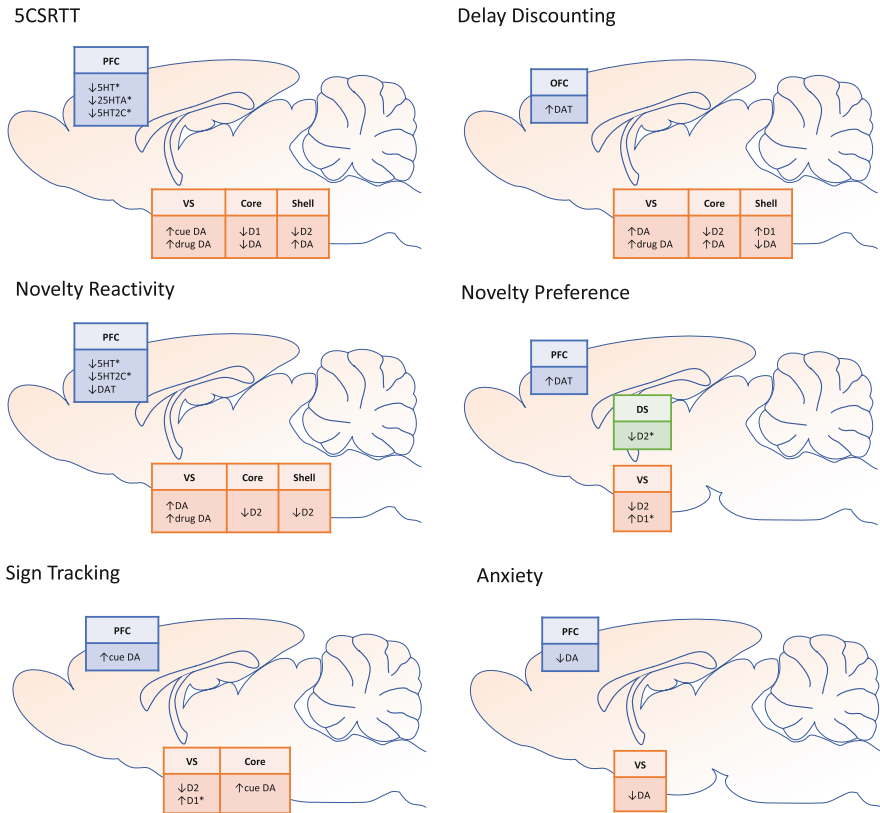 5CSRTT
PFC
↓5HT*
↓25HTA*
↓5HT2C*
VS Core Shell
↑cue DA ↓D1 ↓D2
↑drug DA ↓DA ↑DA
Delay Discounting
OFC
↑DAT
VS Core Shell
↑DA ↓D2 ↑D1
↑drug DA ↑DA ↓DA
Novelty Reactivity
PFC
↓5HT*
↓5HT2C*
↓DAT
VS Core Shell
↑DA
↑drug DA ↓D2 ↓D2
Novelty Preference
PFC
↑DAT
DS
↓D2*
VS
↓D2
↑D1*
Sign Tracking
PFC
↑cue DA
VS Core
↓D2 ↑cue DA
↑D1*
Anxiety
PFC
↓DA
VS
↓DA